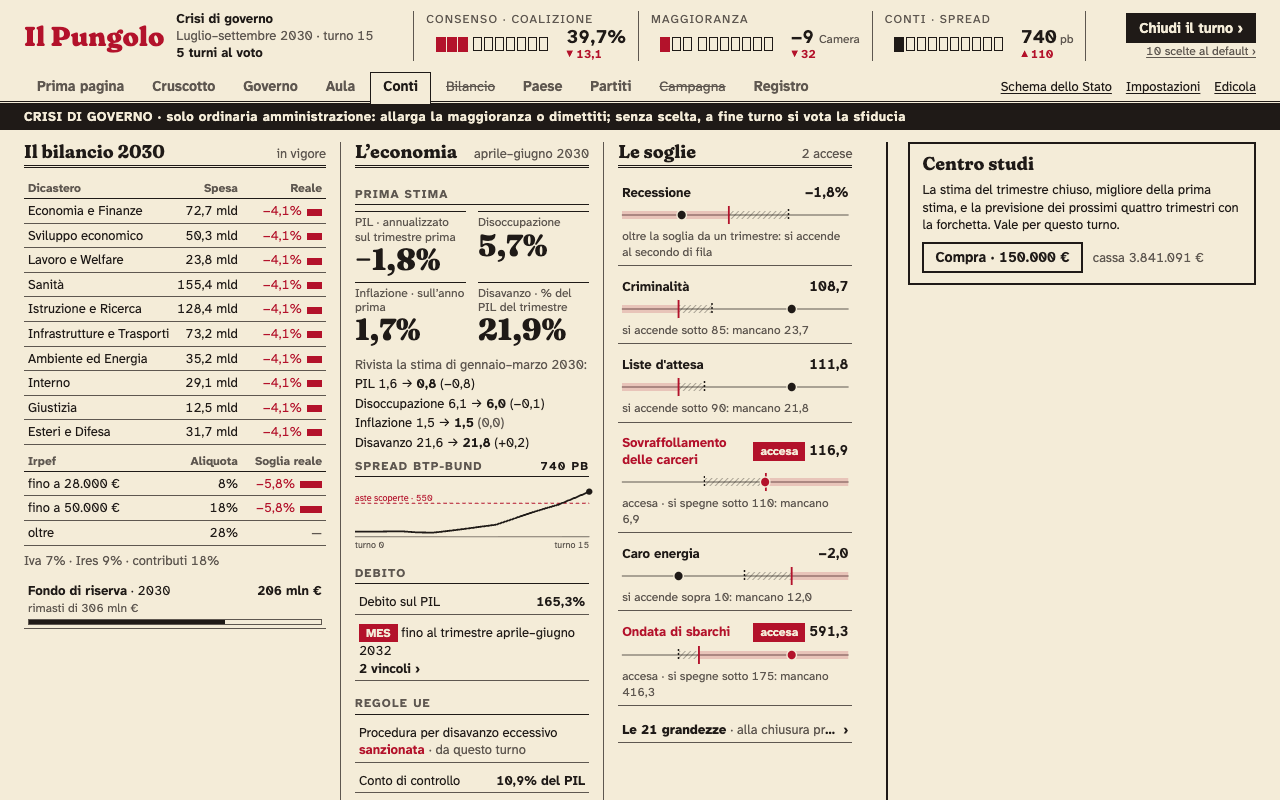 Il Pungolo
Crisi di governo
Luglio–settembre 2030 · turno 15
5 turni al voto
CONSENSO · COALIZIONE
39,7%
▼13,1
MAGGIORANZA
−9 Camera
▼32
CONTI · SPREAD
740 pb
▲110
Chiudi il turno ›
10 scelte al default ›
Prima pagina
Cruscotto
Governo
Aula
Conti
Bilancio
Paese
Partiti
Campagna
Registro
Schema dello Stato
Impostazioni
Edicola
CRISI DI GOVERNO · solo ordinaria amministrazione: allarga la maggioranza o dimettiti; senza scelta, a fine turno si vota la sfiducia
Il bilancio 2030 in vigore
Dicastero Spesa Reale
Economia e Finanze 72,7 mld −4,1%
Sviluppo economico 50,3 mld −4,1%
Lavoro e Welfare 23,8 mld −4,1%
Sanità 155,4 mld −4,1%
Istruzione e Ricerca 128,4 mld −4,1%
Infrastrutture e Trasporti 73,2 mld −4,1%
Ambiente ed Energia 35,2 mld −4,1%
Interno 29,1 mld −4,1%
Giustizia 12,5 mld −4,1%
Esteri e Difesa 31,7 mld −4,1%
Irpef Aliquota Soglia reale
fino a 28.000 € 8% −5,8%
fino a 50.000 € 18% −5,8%
oltre 28% —
Iva 7% · Ires 9% · contributi 18%
Fondo di riserva · 2030 206 mln €
rimasti di 306 mln €
L’economia aprile–giugno 2030
PRIMA STIMA
PIL · annualizzato
sul trimestre prima
−1,8%
Disoccupazione
5,7%
Inflazione · sull’anno
prima
1,7%
Disavanzo · % del
PIL del trimestre
21,9%
Rivista la stima di gennaio–marzo 2030:
PIL 1,6 → 0,8 (−0,8)
Disoccupazione 6,1 → 6,0 (−0,1)
Inflazione 1,5 → 1,5 (0,0)
Disavanzo 21,6 → 21,8 (+0,2)
SPREAD BTP-BUND 740 PB
aste scoperte · 550
turno 0 turno 15
DEBITO
Debito sul PIL 165,3%
MES fino al trimestre aprile–giugno
2032
2 vincoli ›
REGOLE UE
Procedura per disavanzo eccessivo
sanzionata · da questo turno
Conto di controllo 10,9% del PIL
Le soglie 2 accese
Recessione −1,8%
oltre la soglia da un trimestre: si accende
al secondo di fila
Criminalità 108,7
si accende sotto 85: mancano 23,7
Liste d'attesa 111,8
si accende sotto 90: mancano 21,8
Sovraffollamento
delle carceri accesa 116,9
accesa · si spegne sotto 110: mancano
6,9
Caro energia −2,0
si accende sopra 10: mancano 12,0
Ondata di sbarchi accesa 591,3
accesa · si spegne sotto 175: mancano
416,3
Le 21 grandezze · alla chiusura pr… ›
Centro studi
La stima del trimestre chiuso, migliore della prima
stima, e la previsione dei prossimi quattro trimestri con
la forchetta. Vale per questo turno.
Compra · 150.000 € cassa 3.841.091 €